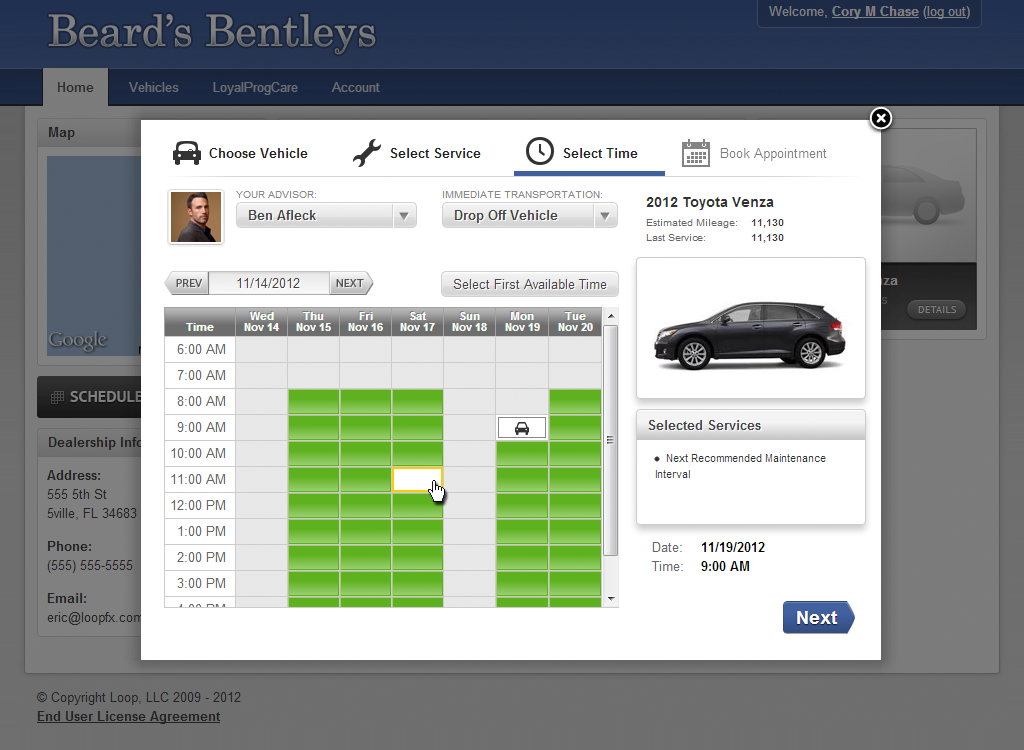 Beard's Bentleys
Welcome, Cory M Chase (log out)
Home
Vehicles
LoyalProgCare
Account
Map
Google
SCHEDULE
Dealership Info
Address:
555 5th St
5ville, FL 34683
Phone:
(555) 555-5555
Email:
eric@loopfx.com
Choose Vehicle
Select Service
Select Time
Book Appointment
YOUR ADVISOR:
Ben Afleck
IMMEDIATE TRANSPORTATION:
Drop Off Vehicle
PREV
11/14/2012
NEXT
Select First Available Time
Time
Wed
Nov 14
Thu
Nov 15
Fri
Nov 16
Sat
Nov 17
Sun
Nov 18
Mon
Nov 19
Tue
Nov 20
6:00 AM
7:00 AM
8:00 AM
9:00 AM
10:00 AM
11:00 AM
12:00 PM
1:00 PM
2:00 PM
3:00 PM
4:00 PM
2012 Toyota Venza
Estimated Mileage: 11,130
Last Service: 11,130
Selected Services
• Next Recommended Maintenance
Interval
Date: 11/19/2012
Time: 9:00 AM
Next
nza
s
DETAILS
© Copyright Loop, LLC 2009 - 2012
End User License Agreement